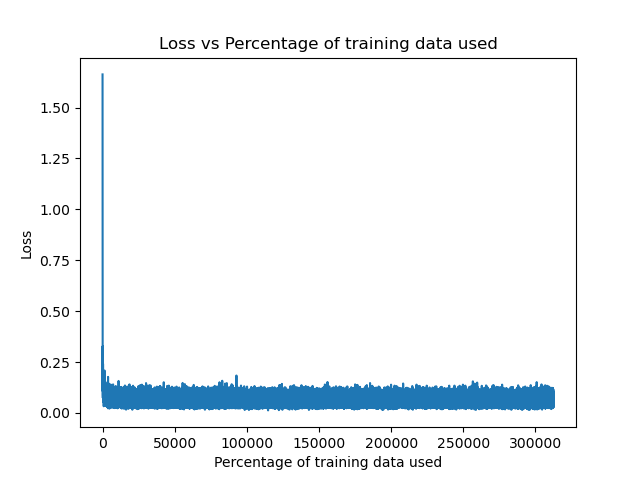 Loss vs Percentage of training data used
1.50
1.25
1.00
0.75
0.50
0.25
0.00
Loss
0 50000 100000 150000 200000 250000 300000
Percentage of training data used